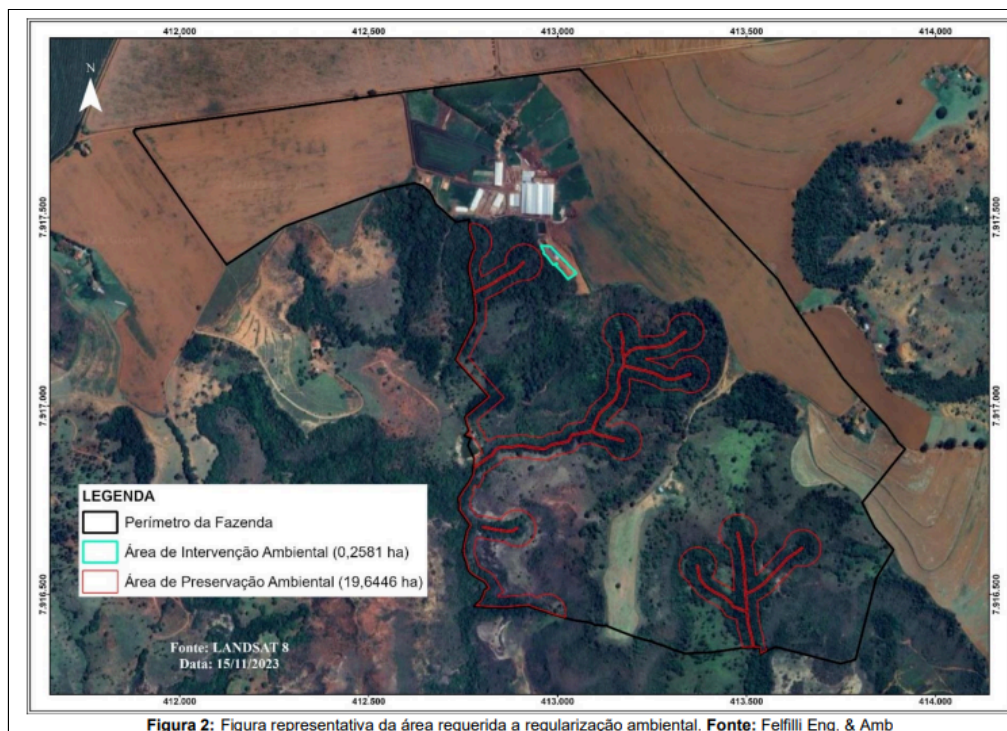 412.000 412.500 413.000 413.500 414.000
N
7.917.500 7.917.500
7.917.000 7.917.000
7.916.500 7.916.500
LEGENDA
Perímetro da Fazenda
Área de Intervenção Ambiental (0,2581 ha)
Área de Preservação Ambiental (19,6446 ha)
Fonte: LANDSAT 8
Data: 15/11/2023
412.000 412.500 413.000 413.500 414.000
Figura 2: Figura representativa da área requerida a regularização ambiental. Fonte: Felfilli Eng. & Amb